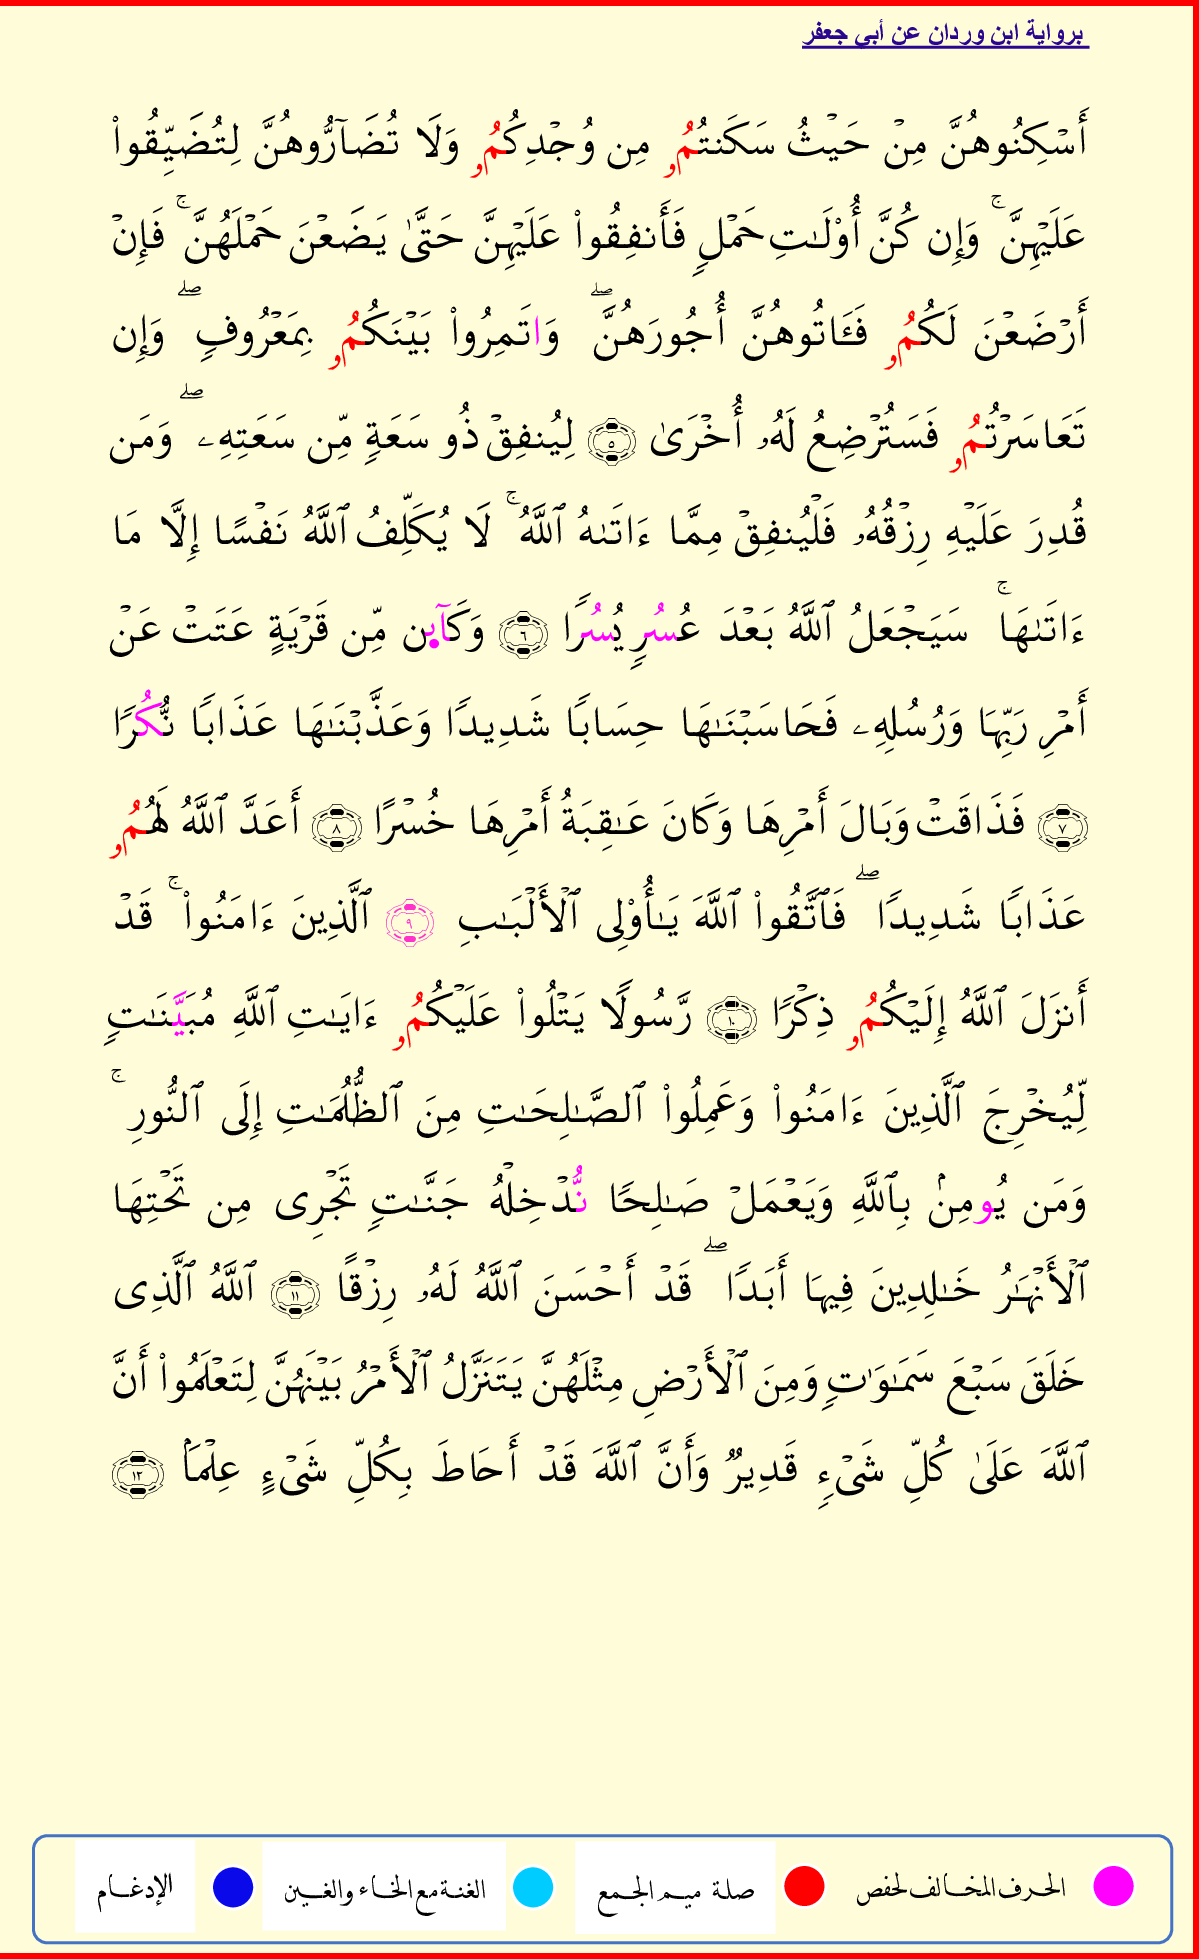 برواية ابن وردان عن أبي جعفر
أَسۡكِنُوهُنَّ مِنۡ حَيۡثُ سَكَنتُمُۥ مِن وُجۡدِكُمُۥ وَلَا تُضَآرُّوهُنَّ لِتُضَيِّقُواْ
عَلَيۡهِنَّۚ وَإِن كُنَّ أُوْلَٰتِ حَمۡلٖ فَأَنفِقُواْ عَلَيۡهِنَّ حَتَّىٰ يَضَعۡنَ حَمۡلَهُنَّۚ فَإِنۡ
أَرۡضَعۡنَ لَكُمُۥ فَـَٔاتُوهُنَّ أُجُورَهُنَّۖ وَاتَمِرُواْ بَيۡنَكُمُۥ بِمَعۡرُوفٖۖ وَإِن
تَعَاسَرۡتُمُۥ فَسَتُرۡضِعُ لَهُۥ أُخۡرَىٰ ٥ لِيُنفِقۡ ذُو سَعَةٖ مِّن سَعَتِهِۦۖ وَمَن
قُدِرَ عَلَيۡهِ رِزۡقُهُۥ فَلۡيُنفِقۡ مِمَّا ءَاتَىٰهُ ٱللَّهُۚ لَا يُكَلِّفُ ٱللَّهُ نَفۡسًا إِلَّا مَا
ءَاتَىٰهَاۚ سَيَجۡعَلُ ٱللَّهُ بَعۡدَ عُسُرٖ يُسُرٗا ٦ وَكَآئِن مِّن قَرۡيَةٍ عَتَتۡ عَنۡ
أَمۡرِ رَبِّهَا وَرُسُلِهِۦ فَحَاسَبۡنَٰهَا حِسَابٗا شَدِيدٗا وَعَذَّبۡنَٰهَا عَذَابٗا نُّكُرٗا
٧ فَذَاقَتۡ وَبَالَ أَمۡرِهَا وَكَانَ عَٰقِبَةُ أَمۡرِهَا خُسۡرًا ٨ أَعَدَّ ٱللَّهُ لَهُمُۥ
عَذَابٗا شَدِيدٗاۖ فَٱتَّقُواْ ٱللَّهَ يَٰٓأُوْلِي ٱلۡأَلۡبَٰبِ ٩ ٱلَّذِينَ ءَامَنُواْۚ قَدۡ
أَنزَلَ ٱللَّهُ إِلَيۡكُمُۥ ذِكۡرٗا ١٠ رَّسُولٗا يَتۡلُواْ عَلَيۡكُمُۥ ءَايَٰتِ ٱللَّهِ مُبَيَّنَٰتٖ
لِّيُخۡرِجَ ٱلَّذِينَ ءَامَنُواْ وَعَمِلُواْ ٱلصَّٰلِحَٰتِ مِنَ ٱلظُّلُمَٰتِ إِلَى ٱلنُّورِۚ
وَمَن يُومِنۢ بِٱللَّهِ وَيَعۡمَلۡ صَٰلِحٗا نُّدۡخِلۡهُ جَنَّٰتٖ تَجۡرِي مِن تَحۡتِهَا
ٱلۡأَنۡهَٰرُ خَٰلِدِينَ فِيهَا أَبَدٗاۖ قَدۡ أَحۡسَنَ ٱللَّهُ لَهُۥ رِزۡقًا ١١ ٱللَّهُ ٱلَّذِي
خَلَقَ سَبۡعَ سَمَٰوَٰتٖ وَمِنَ ٱلۡأَرۡضِ مِثۡلَهُنَّ يَتَنَزَّلُ ٱلۡأَمۡرُ بَيۡنَهُنَّ لِتَعۡلَمُواْ أَنَّ
ٱللَّهَ عَلَىٰ كُلِّ شَيۡءٖ قَدِيرٞ وَأَنَّ ٱللَّهَ قَدۡ أَحَاطَ بِكُلِّ شَيۡءٍ عِلۡمَۢا ١٢
الحرف المخالف لحفص صلة ميم الجمع الغنة مع الخاء والغين الإدغام